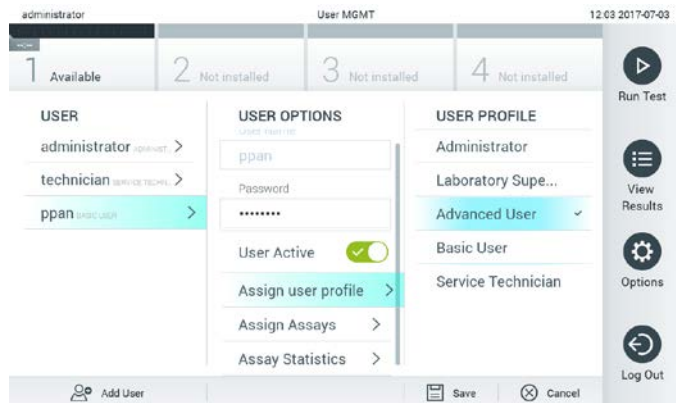 administrator User MGMT 12:03 2017-07-03
1 Available 2 Not installed 3 Not installed 4 Not installed
Run Test
View
Results
Options
Log Out
USER
administrator
technician
ppan BASIC USER
USER OPTIONS
ppan
Password
••••••••
User Active
Assign user profile
Assign Assays
Assay Statistics
USER PROFILE
Administrator
Laboratory Supe...
Advanced User
Basic User
Service Technician
Add User Save Cancel